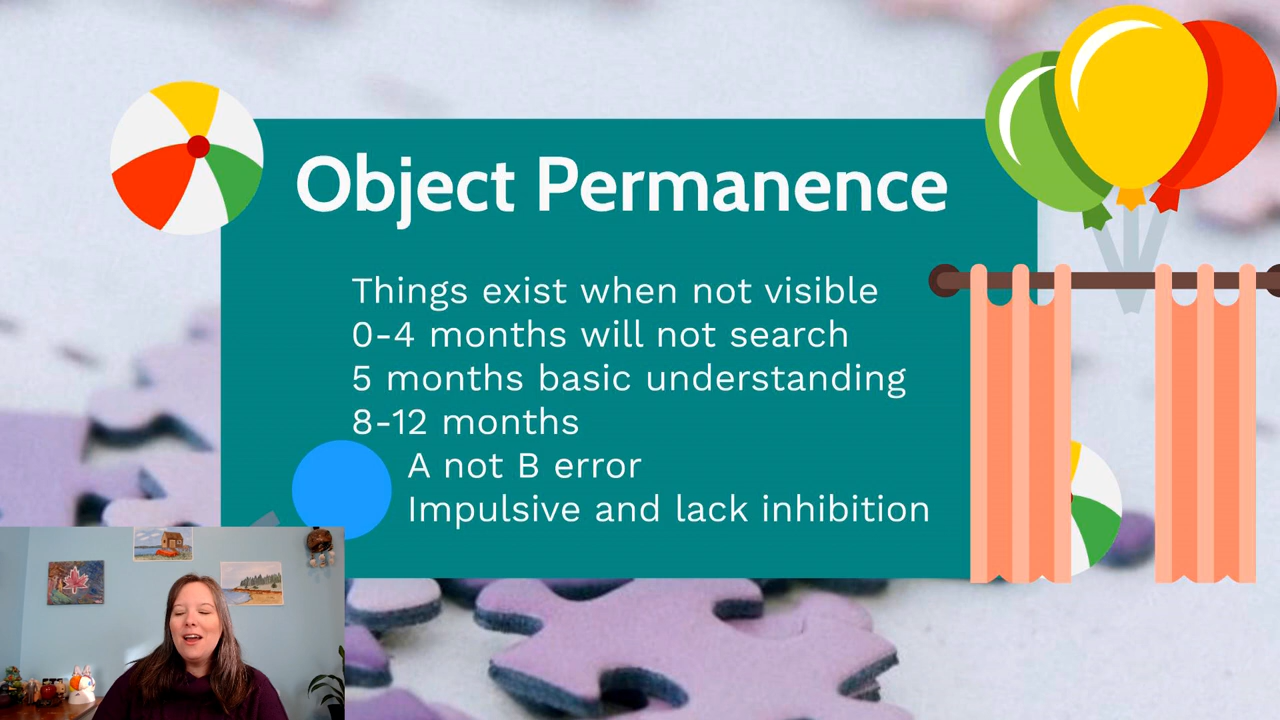 Object Permanence
Things exist when not visible
0-4 months will not search
5 months basic understanding
8-12 months
A not B error
Impulsive and lack inhibition